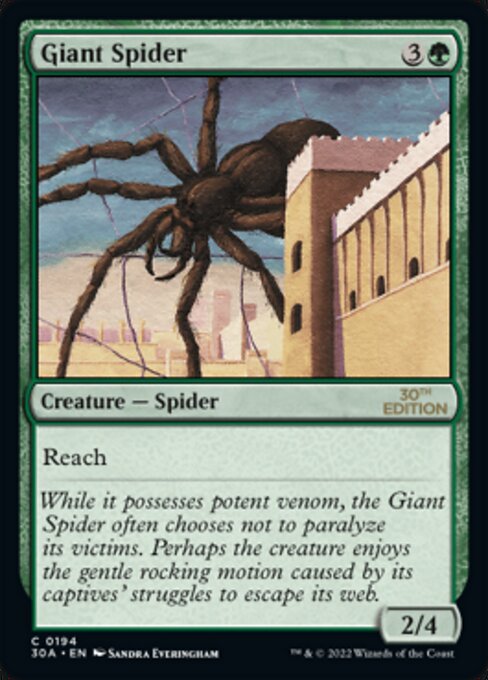 Giant Spider 3
Creature — Spider
30TH
EDITION
Reach
While it possesses potent venom, the Giant
Spider often chooses not to paralyze
its victims. Perhaps the creature enjoys
the gentle rocking motion caused by its
captives' struggles to escape its web.
2/4
C 0194
30A • EN SANDRA EVERINGHAM
™ & © 2022 Wizards of the Coast